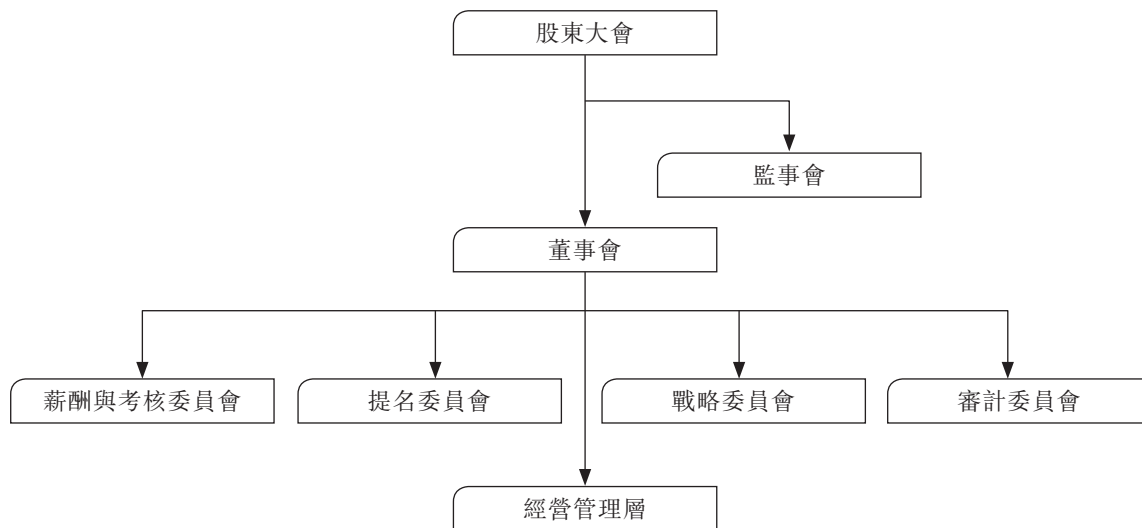 股東大會
監事會
董事會
薪酬與考核委員會
提名委員會
戰略委員會
審計委員會
經營管理層